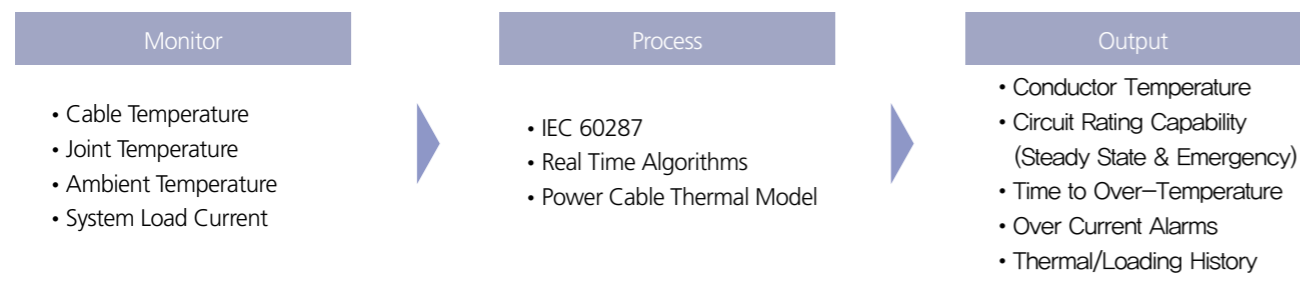 Monitor
• Cable Temperature
• Joint Temperature
• Ambient Temperature
• System Load Current
Process
• IEC 60287
• Real Time Algorithms
• Power Cable Thermal Model
Output
• Conductor Temperature
• Circuit Rating Capability
(Steady State & Emergency)
• Time to Over-Temperature
• Over Current Alarms
• Thermal/Loading History